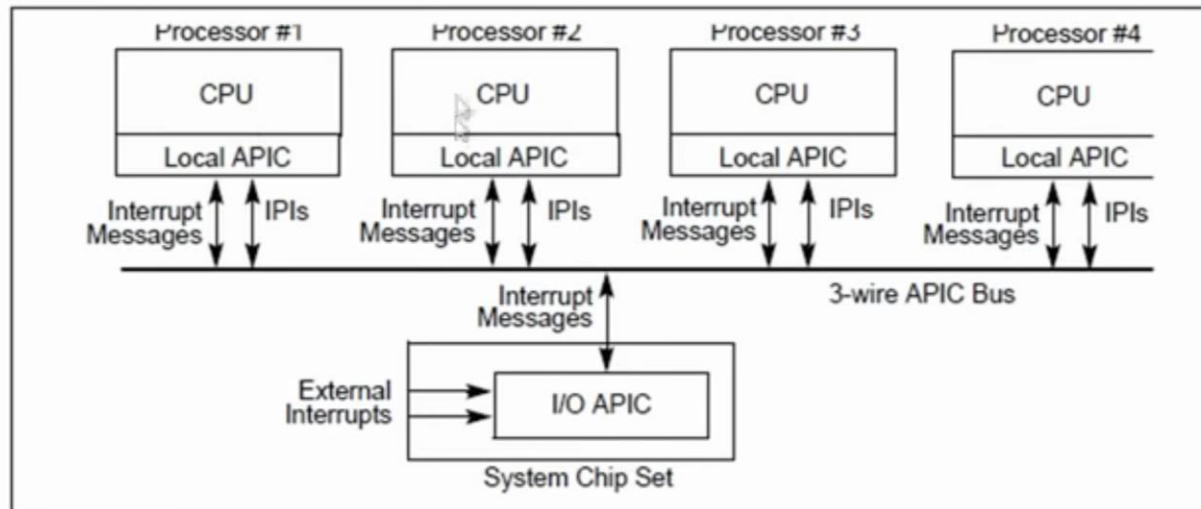 Processor #1
Processor #2
Processor #3
Processor #4
CPU
CPU
CPU
CPU
Local APIC
Local APIC
Local APIC
Local APIC
Interrupt
Messages
IPIs
Interrupt
Messages
IPIs
Interrupt
Messages
IPIs
Interrupt
Messages
IPIs
3-wire APIC Bus
Interrupt
Messages
External
Interrupts
I/O APIC
System Chip Set